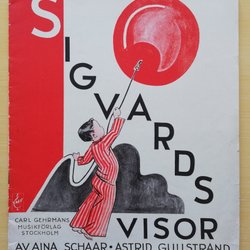 SIGVARDS
VISOR
CARL GEHRMANS
MUSIKFÖRLAG
STOCKHOLM
AV AINA SCHAAR • ASTRID GULLSTRAND